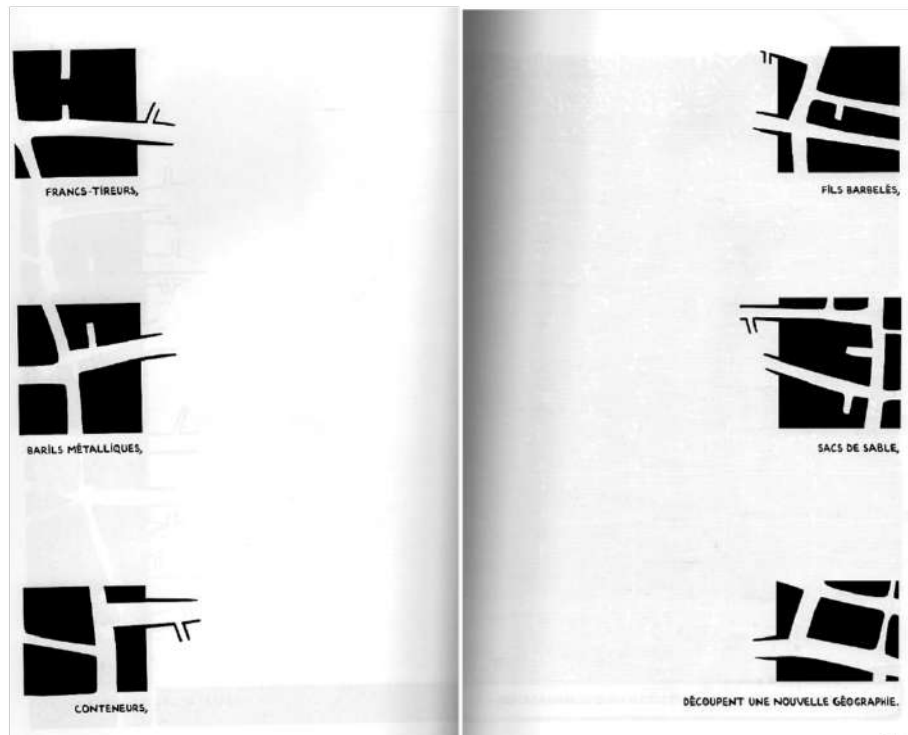 FRANCS-TIREURS,
BARILS MÉTALLIQUES,
CONTENEURS,
FILS BARBELÉS,
SACS DE SABLE,
DÉCOUPENT UNE NOUVELLE GÉOGRAPHIE.